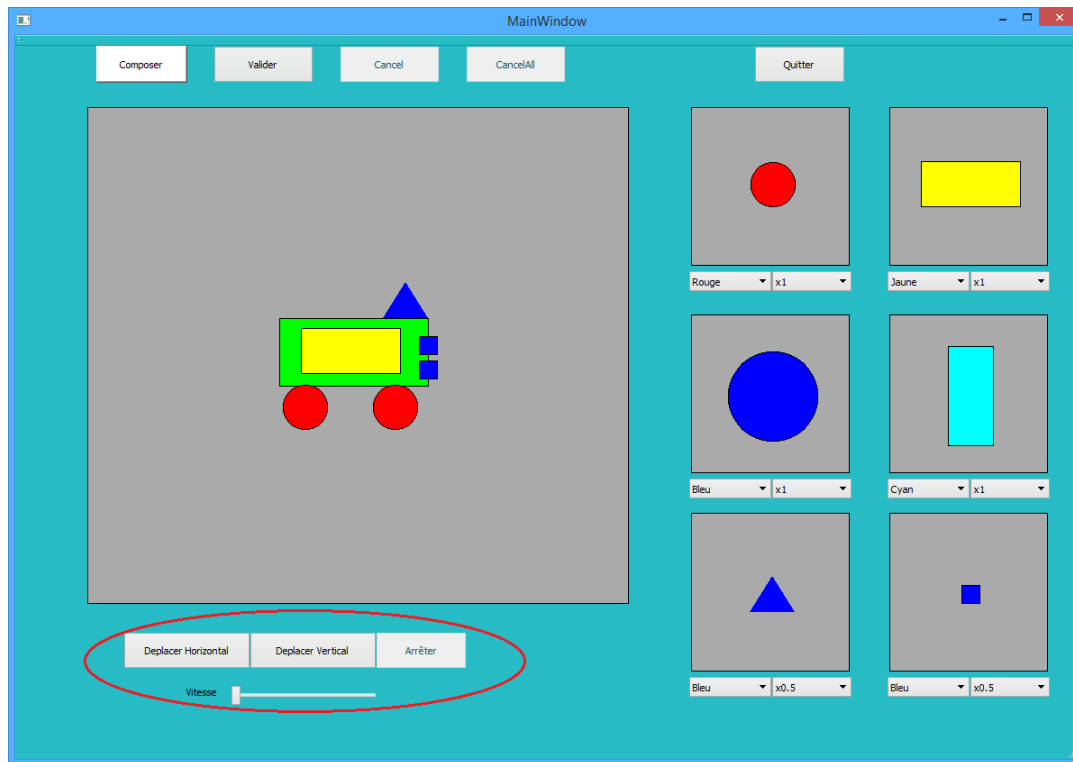 MainWindow
Composer Valider Cancel CancelAll Quitter
Rouge x1 Jaune x1
Bleu x1 Cyan x1
Bleu x0.5 Bleu x0.5
Deplacer Horizontal Deplacer Vertical Arrêter
Vitesse